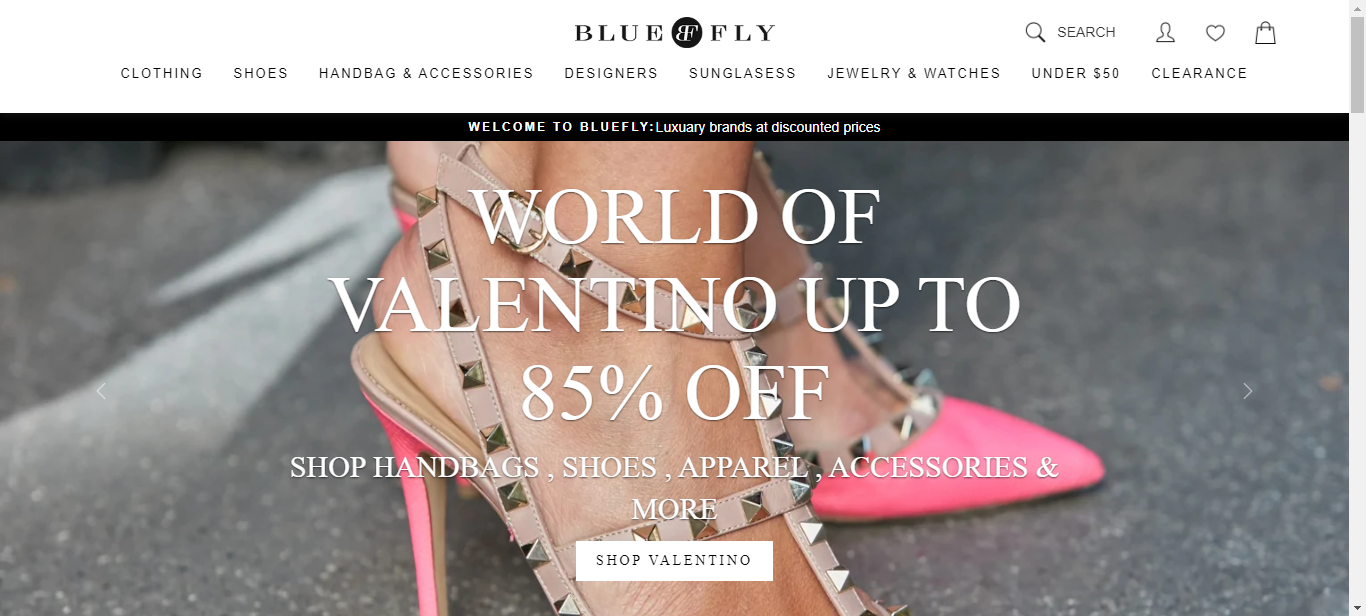 BLUE BF FLY
SEARCH
CLOTHING SHOES HANDBAG & ACCESSORIES DESIGNERS SUNGLASESS JEWELRY & WATCHES UNDER $50 CLEARANCE
WELCOME TO BLUEFLY:Luxuary brands at discounted prices
WORLD OF
VALENTINO UP TO
85% OFF
SHOP HANDBAGS , SHOES , APPAREL , ACCESSORIES &
MORE
SHOP VALENTINO